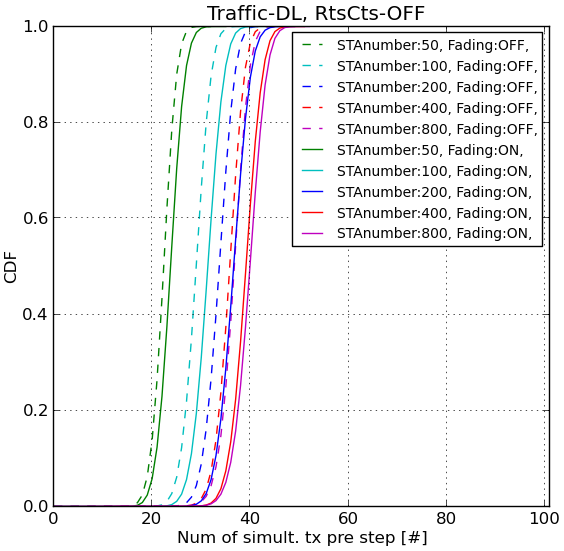 Traffic-DL, RtsCts-OFF
1.0
0.8
0.6
0.4
0.2
0.0
CDF
STAnumber:50, Fading:OFF,
STAnumber:100, Fading:OFF,
STAnumber:200, Fading:OFF,
STAnumber:400, Fading:OFF,
STAnumber:800, Fading:OFF,
STAnumber:50, Fading:ON,
STAnumber:100, Fading:ON,
STAnumber:200, Fading:ON,
STAnumber:400, Fading:ON,
STAnumber:800, Fading:ON,
0 20 40 60 80 100
Num of simult. tx pre step [#]